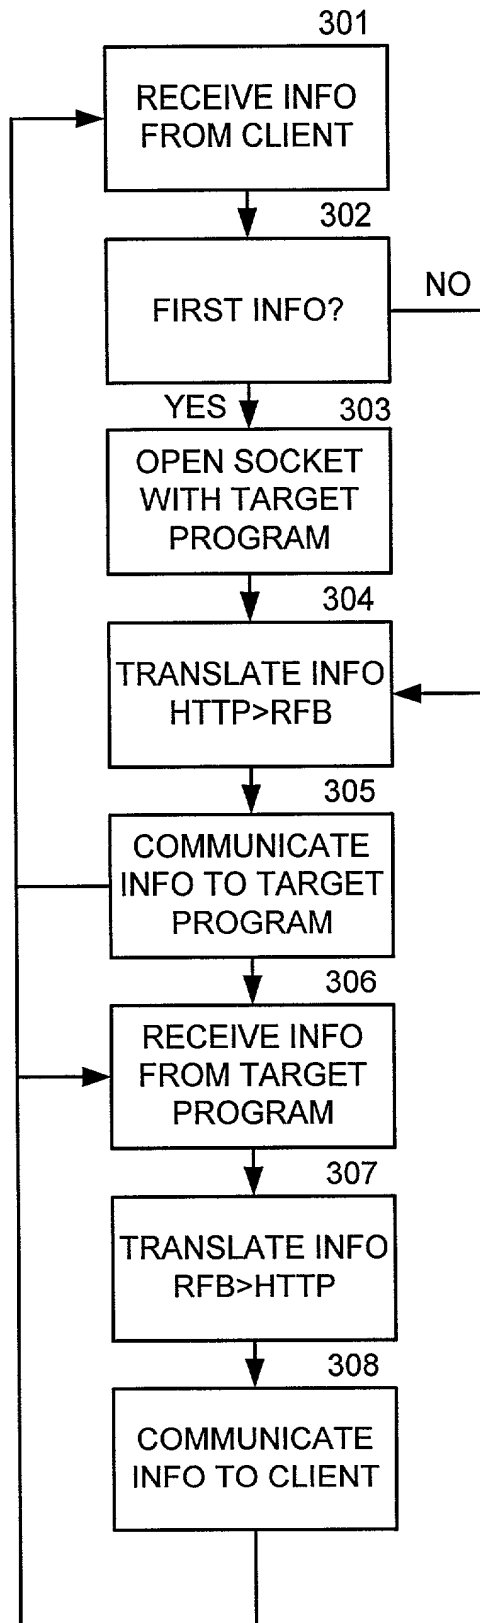 301
RECEIVE INFO
FROM CLIENT
302
FIRST INFO?
NO
YES
303
OPEN SOCKET
WITH TARGET
PROGRAM
304
TRANSLATE INFO
HTTP>RFB
305
COMMUNICATE
INFO TO TARGET
PROGRAM
306
RECEIVE INFO
FROM TARGET
PROGRAM
307
TRANSLATE INFO
RFB>HTTP
308
COMMUNICATE
INFO TO CLIENT